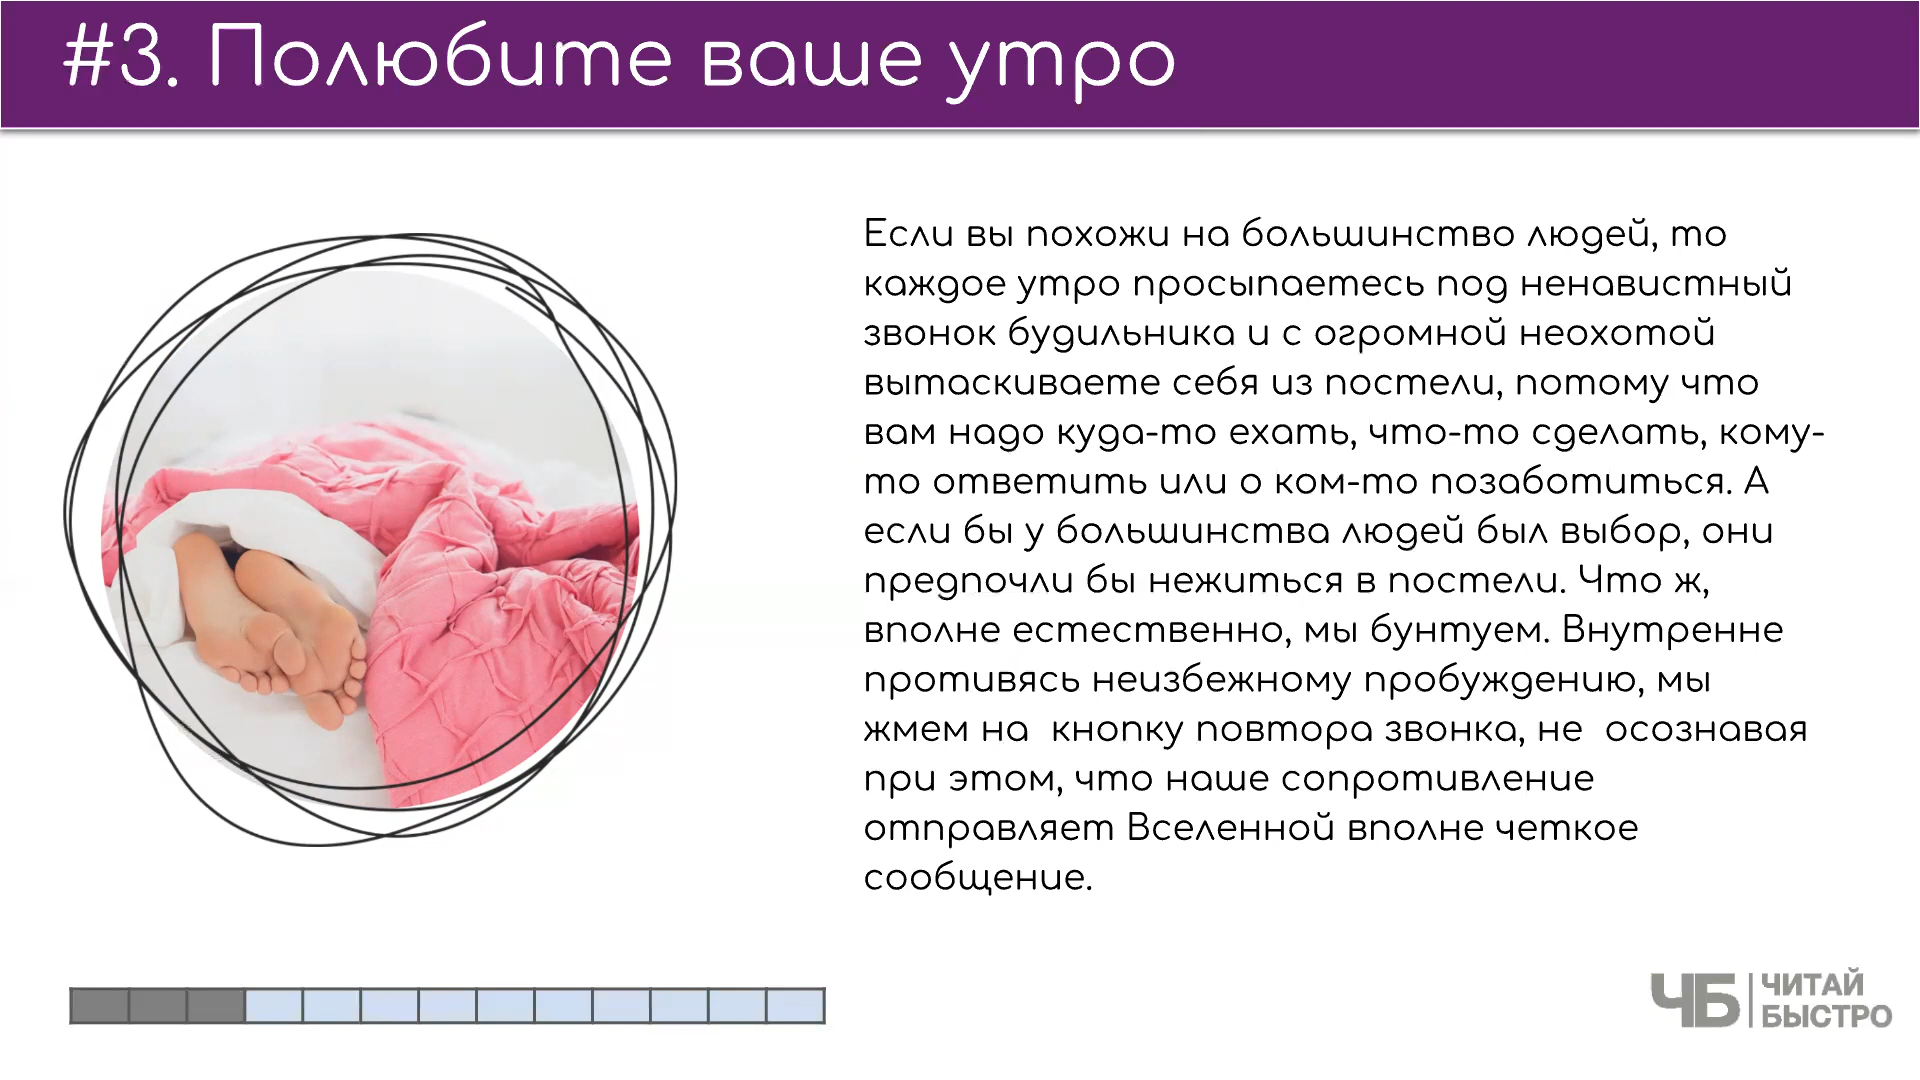 #3. Полюбите ваше утро
Если вы похожи на большинство людей, то
каждое утро просыпаетесь под ненавистный
звонок будильника и с огромной неохотой
вытаскиваете себя из постели, потому что
вам надо куда-то ехать, что-то сделать, кому-
то ответить или о ком-то позаботиться. А
если бы у большинства людей был выбор, они
предпочли бы нежиться в постели. Что ж,
вполне естественно, мы бунтуем. Внутренне
противясь неизбежному пробуждению, мы
жмем на  кнопку повтора звонка, не  осознавая
при этом, что наше сопротивление
отправляет Вселенной вполне четкое
сообщение.
ЧБ ЧИТАЙ
БЫСТРО